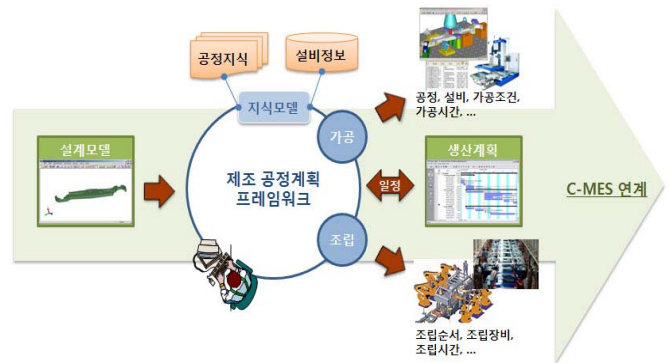 공정지식
설비정보
지식모델
공정, 설비, 가공조건,
가공시간, ...
가공
설계모델
제조 공정계획
프레임워크
일정
생산계획
C-MES 연계
조립
조립순서, 조립장비,
조립시간, ...